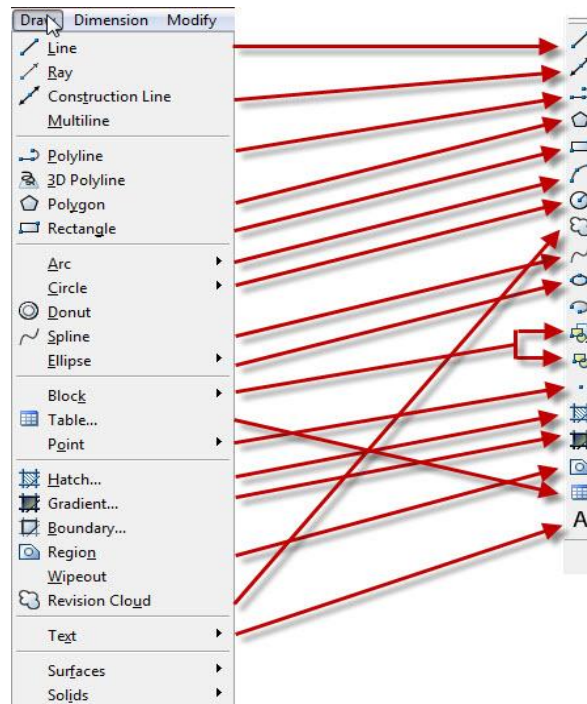 Draw Dimension Modify
Line
Ray
Construction Line
Multiline
Polyline
3D Polyline
Polygon
Rectangle
Arc
Circle
Donut
Spline
Ellipse
Block
Table...
Point
Hatch...
Gradient...
Boundary...
Region
Wipeout
Revision Cloud
A
Text
Surfaces
Solids